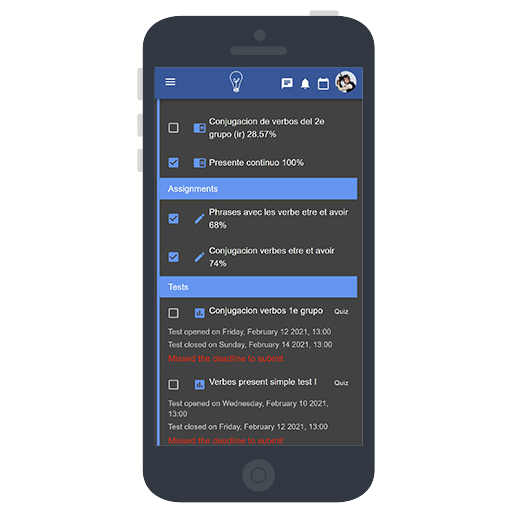 Conjugacion de verbos del 2e
grupo (ir) 28.57%
Presente continuo 100%
Assignments
Phrases avec les verbe etre et avoir
68%
Conjugacion verbes etre et avoir
74%
Tests
Conjugacion verbos 1e grupo Quiz
Test opened on Friday, February 12 2021, 13:00
Test closed on Sunday, February 14 2021, 13:00
Missed the deadline to submit
Verbes present simple test I Quiz
Test opened on Wednesday, February 10 2021,
13:00
Test closed on Friday, February 12 2021, 13:00
Missed the deadline to submit